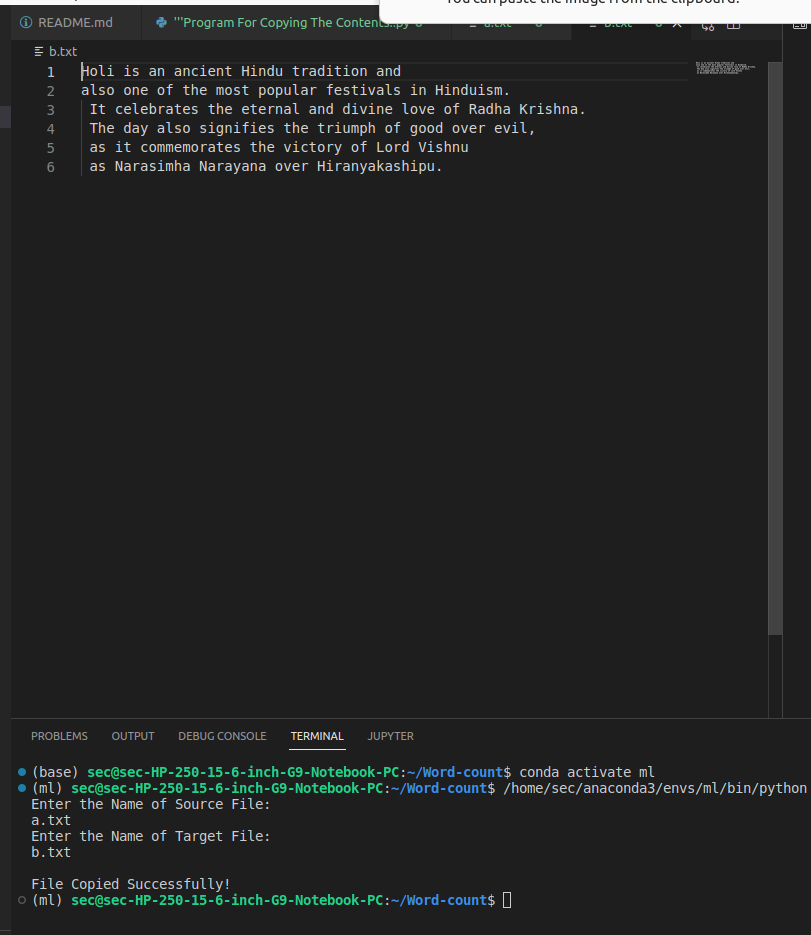 You can paste the image from the clipboard.
README.md
'''Program For Copying The Contents..py
a.txt
b.txt
b.txt
1 Holi is an ancient Hindu tradition and
2 also one of the most popular festivals in Hinduism.
3 It celebrates the eternal and divine love of Radha Krishna.
4 The day also signifies the triumph of good over evil,
5 as it commemorates the victory of Lord Vishnu
6 as Narasimha Narayana over Hiranyakashipu.
PROBLEMS OUTPUT DEBUG CONSOLE TERMINAL JUPYTER
(base) sec@sec-HP-250-15-6-inch-G9-Notebook-PC:~/Word-count$ conda activate ml
(ml) sec@sec-HP-250-15-6-inch-G9-Notebook-PC:~/Word-count$ /home/sec/anaconda3/envs/ml/bin/python
Enter the Name of Source File:
a.txt
Enter the Name of Target File:
b.txt
File Copied Successfully!
(ml) sec@sec-HP-250-15-6-inch-G9-Notebook-PC:~/Word-count$